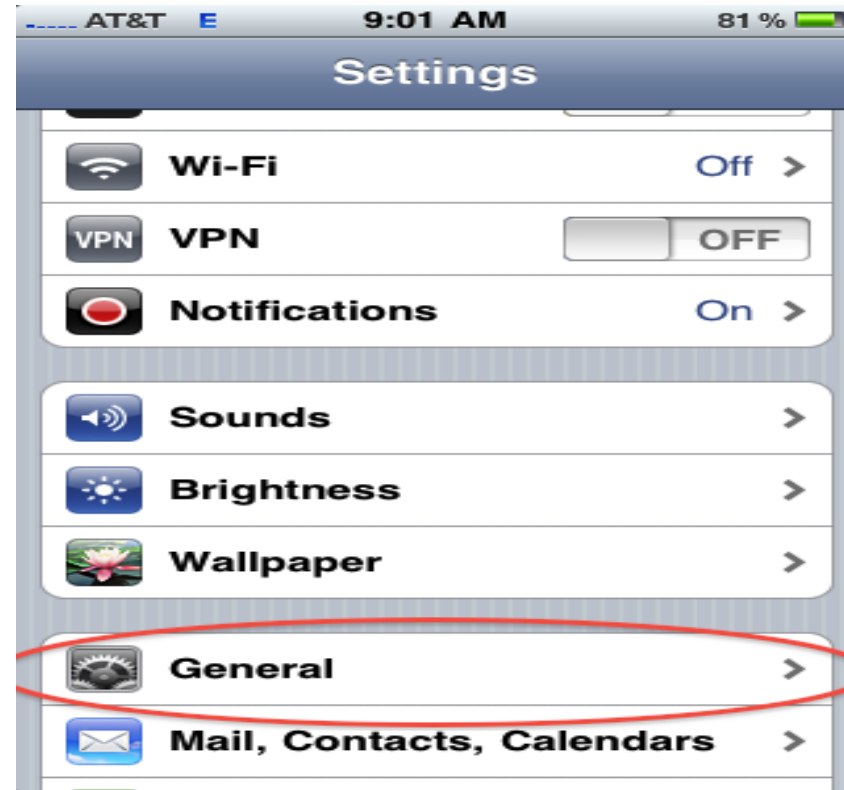 AT&T E 9:01 AM 81 %
Settings
Wi-Fi Off
VPN VPN OFF
Notifications On
Sounds
Brightness
Wallpaper
General
Mail, Contacts, Calendars